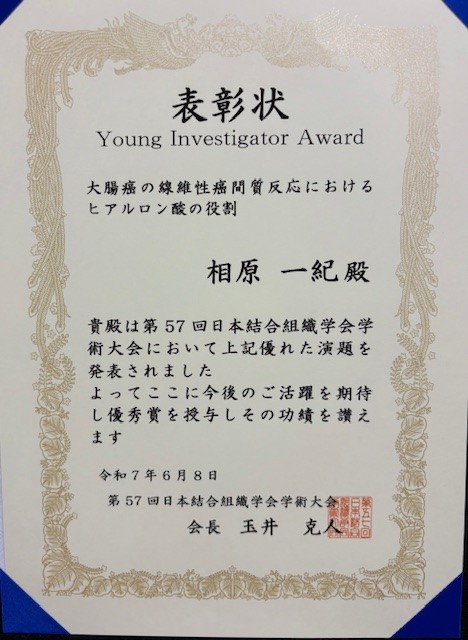 表彰状
Young Investigator Award
大腸癌の線維性癌間質反応における
ヒアルロン酸の役割
相原 一紀 殿
貴殿は第57回日本結合組織学会学
術大会において上記優れた演題を
発表されました
よってここに今後のご活躍を期待
し優秀賞を授与しその功績を讃え
ます
令和7年6月8日
第57回日本結合組織学会学術大会
会長 玉井 克人